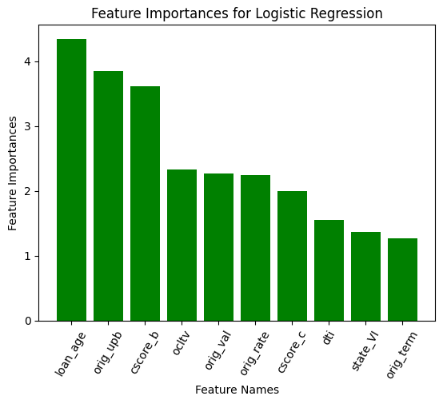 Feature Importances for Logistic Regression
Feature Importances
4
3
2
1
0
loan_age
orig_upb
cscore_b
ocltv
orig_val
orig_rate
cscore_c
dti
state_VI
orig_term
Feature Names